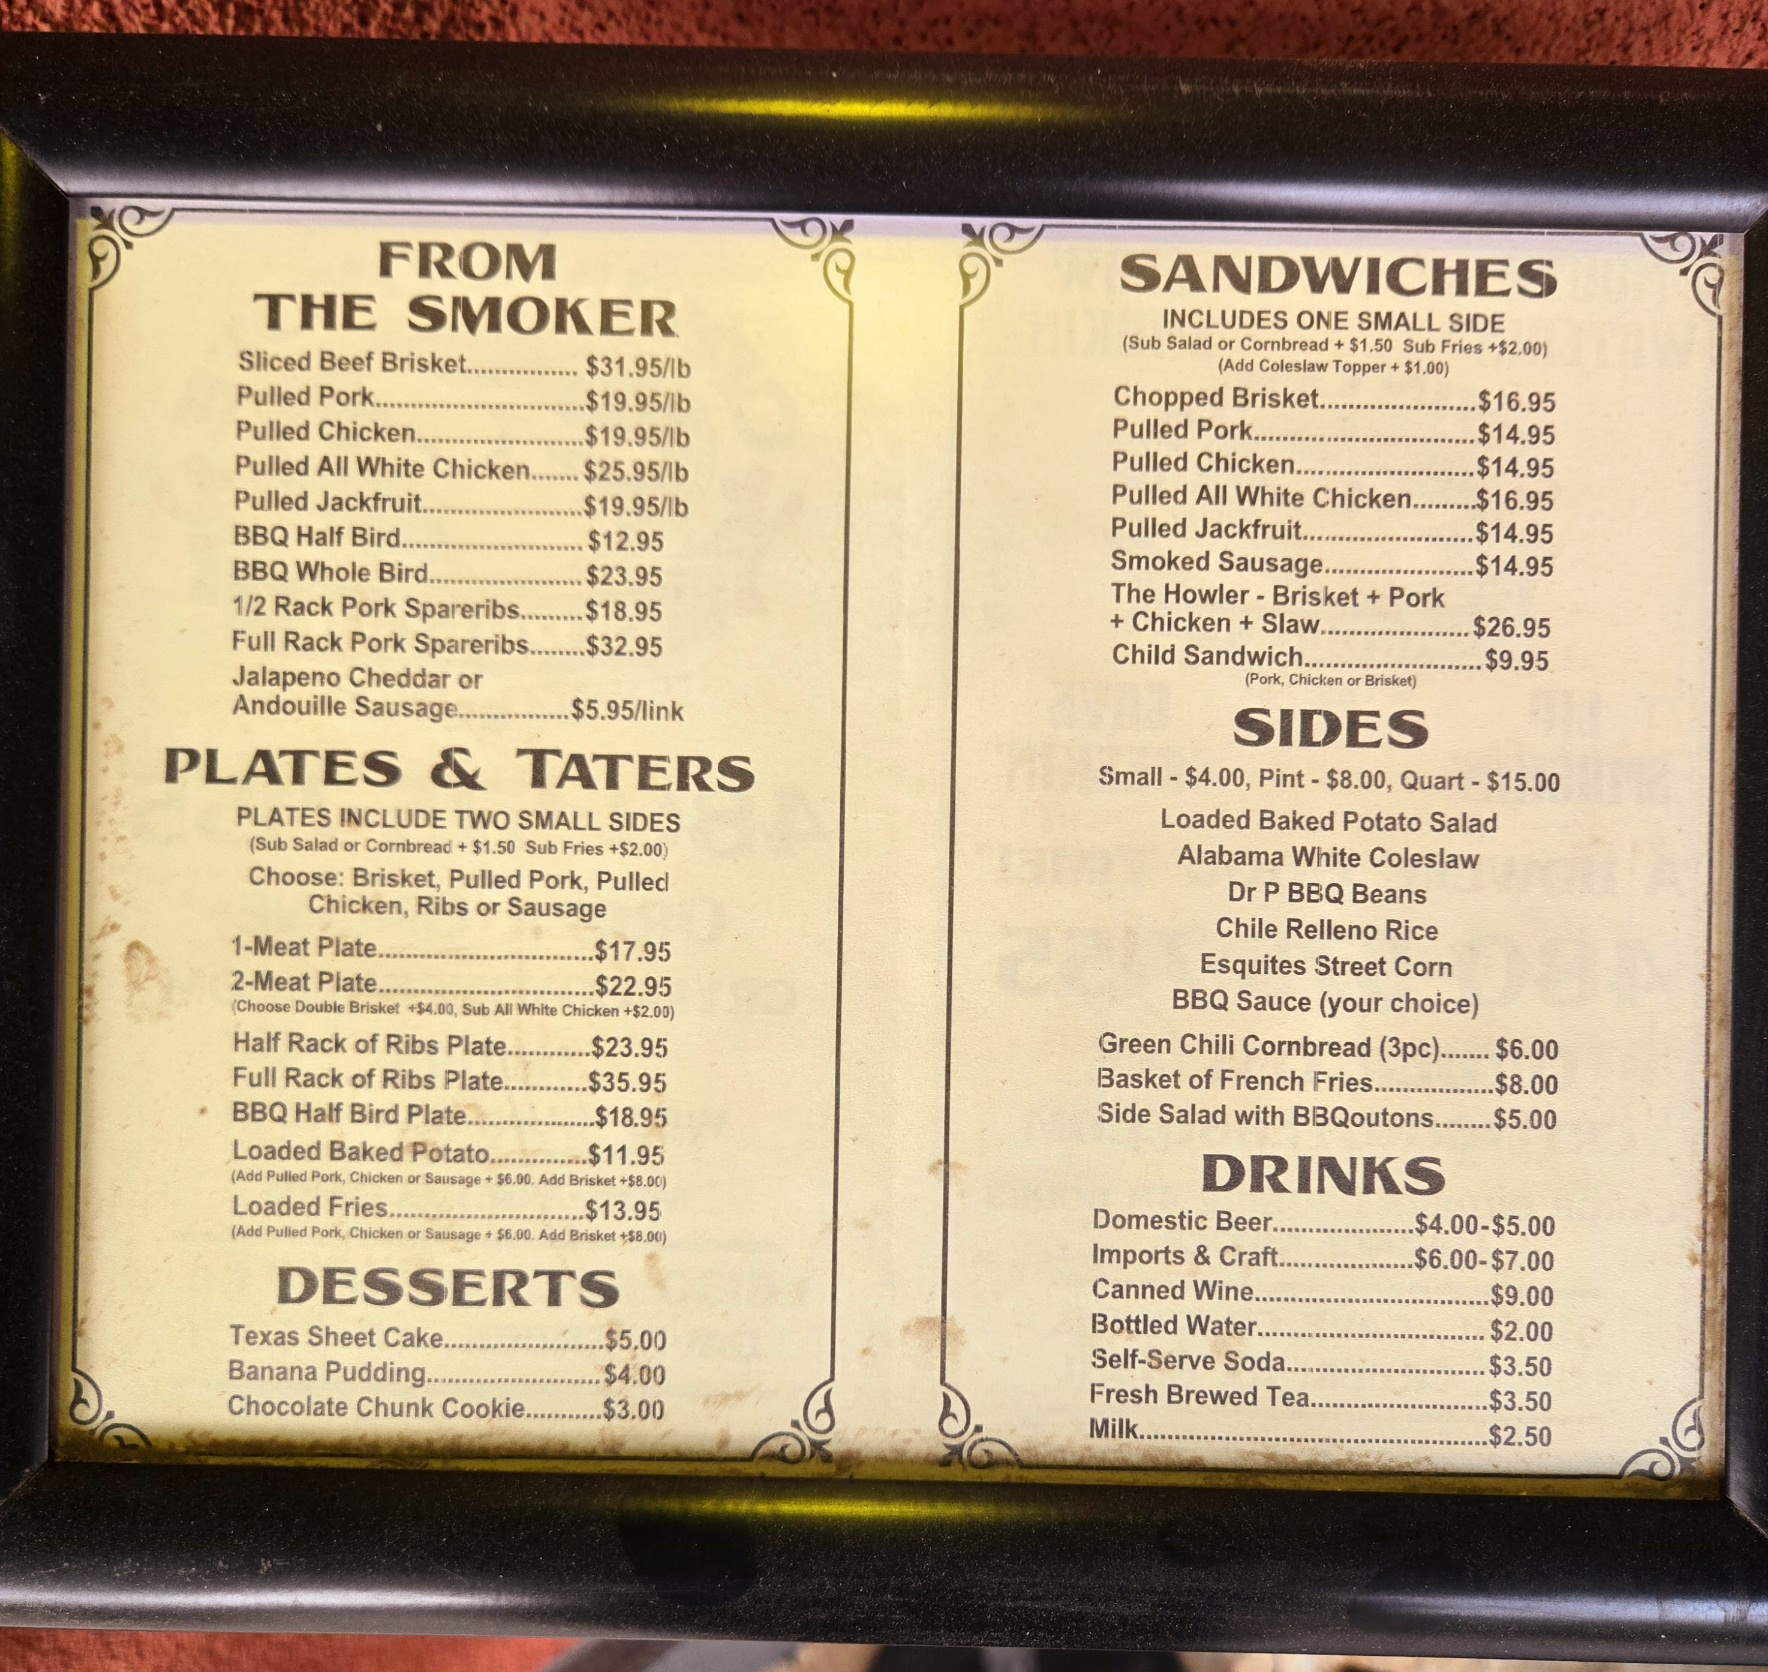 FROM
THE SMOKER
Sliced Beef Brisket................ $31.95/lb
Pulled Pork..............................$19.95/lb
Pulled Chicken........................$19.95/lb
Pulled All White Chicken....... $25.95/lb
Pulled Jackfruit.......................$19.95/lb
BBQ Half Bird.......................... $12.95
BBQ Whole Bird...................... $23.95
1/2 Rack Pork Spareribs.........$18.95
Full Rack Pork Spareribs........$32.95
Jalapeno Cheddar or
Andouille Sausage................$5.95/link
PLATES & TATERS
PLATES INCLUDE TWO SMALL SIDES
(Sub Salad or Cornbread + $1.50 Sub Fries +$2.00)
Choose: Brisket, Pulled Pork, Pulled
Chicken, Ribs or Sausage
1-Meat Plate...............................$17.95
2-Meat Plate...............................$22.95
(Choose Double Brisket +$4.00, Sub All White Chicken +$2.00)
Half Rack of Ribs Plate............$23.95
Full Rack of Ribs Plate............$35.95
BBQ Half Bird Plate..................$18.95
Loaded Baked Potato..............$11.95
(Add Pulled Pork, Chicken or Sausage + $6.00. Add Brisket +$8.00)
Loaded Fries............................$13.95
(Add Pulled Pork, Chicken or Sausage + $6.00. Add Brisket +$8.00)
DESSERTS
Texas Sheet Cake.......................$5.00
Banana Pudding......................... $4.00
Chocolate Chunk Cookie...........$3.00
SANDWICHES
INCLUDES ONE SMALL SIDE
(Sub Salad or Cornbread + $1.50 Sub Fries +$2.00)
(Add Coleslaw Topper + $1.00)
Chopped Brisket.......................$16.95
Pulled Pork................................$14.95
Pulled Chicken..........................$14.95
Pulled All White Chicken.........$16.95
Pulled Jackfruit.........................$14.95
Smoked Sausage......................$14.95
The Howler - Brisket + Pork
+ Chicken + Slaw...................... $26.95
Child Sandwich.......................... $9.95
(Pork, Chicken or Brisket)
SIDES
Small - $4.00, Pint - $8.00, Quart - $15.00
Loaded Baked Potato Salad
Alabama White Coleslaw
Dr P BBQ Beans
Chile Relleno Rice
Esquites Street Corn
BBQ Sauce (your choice)
Green Chili Cornbread (3pc)....... $6.00
Basket of French Fries.................$8.00
Side Salad with BBQoutons........$5.00
DRINKS
Domestic Beer....................$4.00-$5.00
Imports & Craft...................$6.00-$7.00
Canned Wine.................................$9.00
Bottled Water................................ $2.00
Self-Serve Soda............................ $3.50
Fresh Brewed Tea.........................$3.50
Milk.................................................$2.50